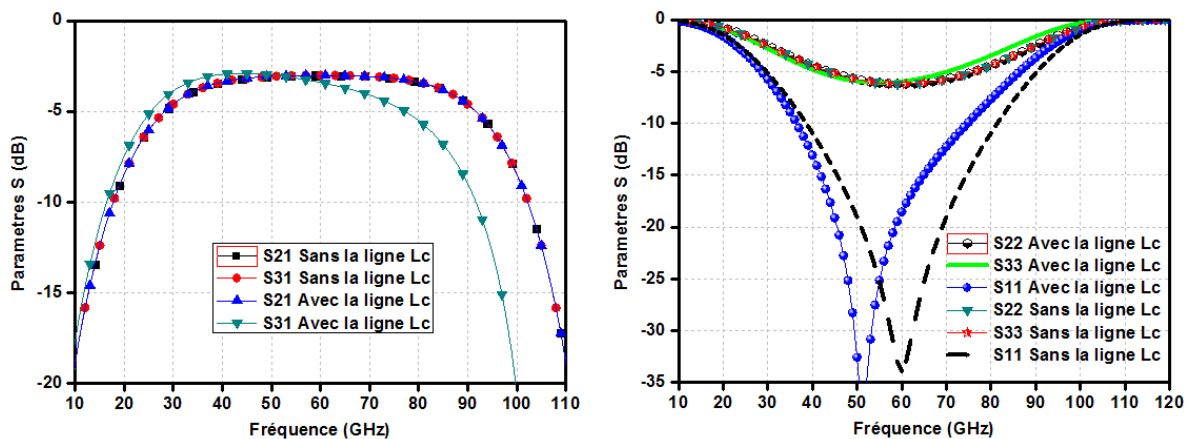 Parametres S (dB)
0
-5
-10
-15
-20
S21 Sans la ligne Lc
S31 Sans la ligne Lc
S21 Avec la ligne Lc
S31 Avec la ligne Lc
10 20 30 40 50 60 70 80 90 100 110
Fréquence (GHz)
Parametres S (dB)
0
-5
-10
-15
-20
-25
-30
-35
S22 Avec la ligne Lc
S33 Avec la ligne Lc
S11 Avec la ligne Lc
S22 Sans la ligne Lc
S33 Sans la ligne Lc
S11 Sans la ligne Lc
10 20 30 40 50 60 70 80 90 100 110 120
Fréquence (GHz)